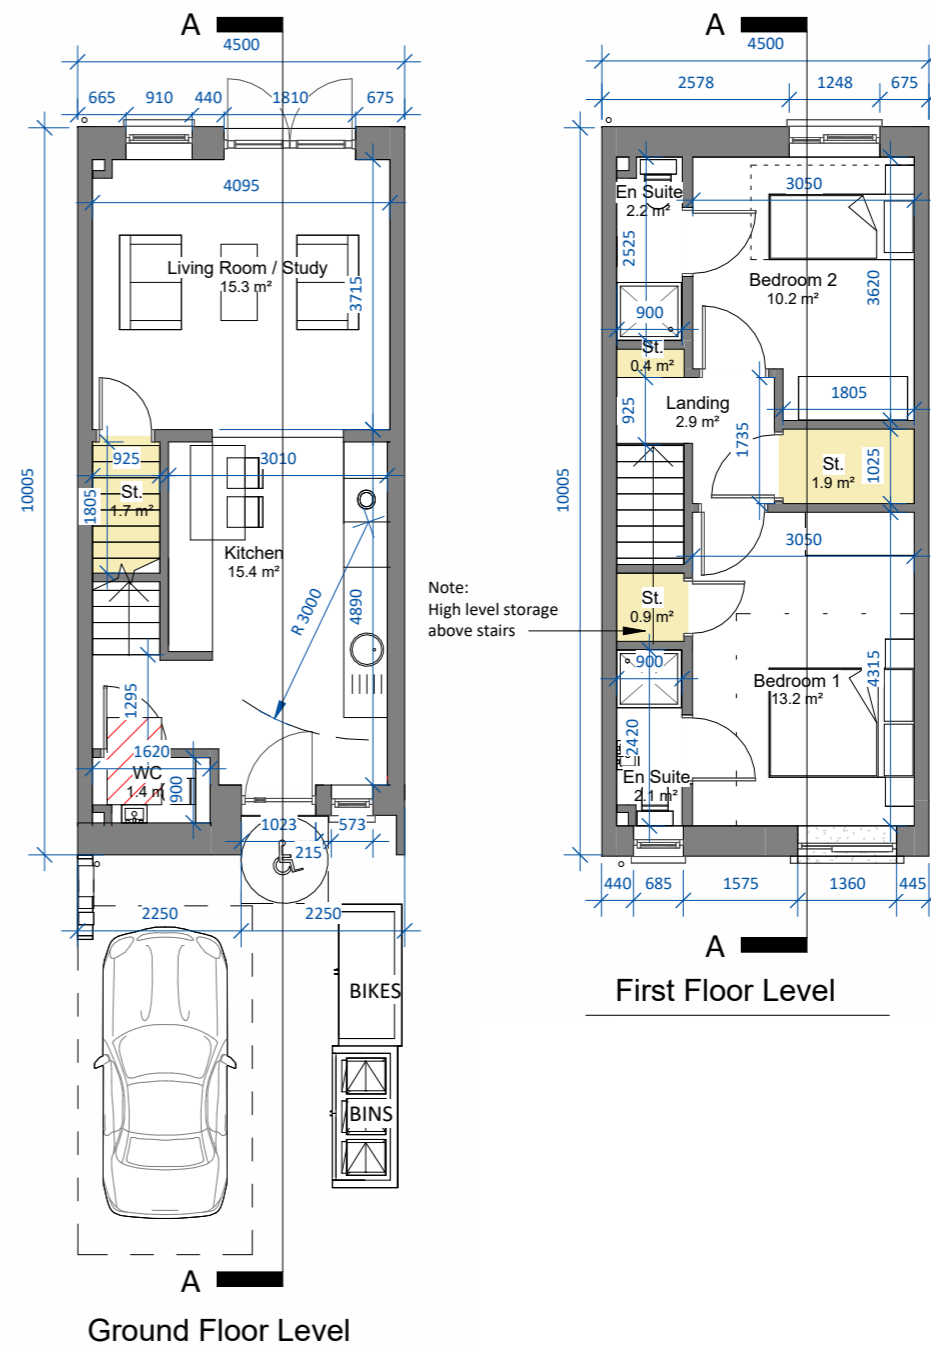 A
4500
665 910 440 1810 675
4095
Living Room / Study
15.3 m²
3715
10005
925
3010
St.
1.7 m²
1805
Kitchen
15.4 m²
R 3000
4890
1295
1620
WC
1.4 m
900
1023 573
215
2250 2250
BIKES
BINS
A
Ground Floor Level
Note:
High level storage
above stairs
A
4500
2578 1248 675
En Suite
2.2 m²
3050
2525
Bedroom 2
10.2 m²
3620
900
St.
0.4 m²
925
Landing
2.9 m²
1805
1735
St.
1.9 m²
1025
10005
3050
St.
0.9 m²
900
Bedroom 1
13.2 m²
4315
2420
En Suite
2.1 m²
440 685 1575 1360 445
A
First Floor Level